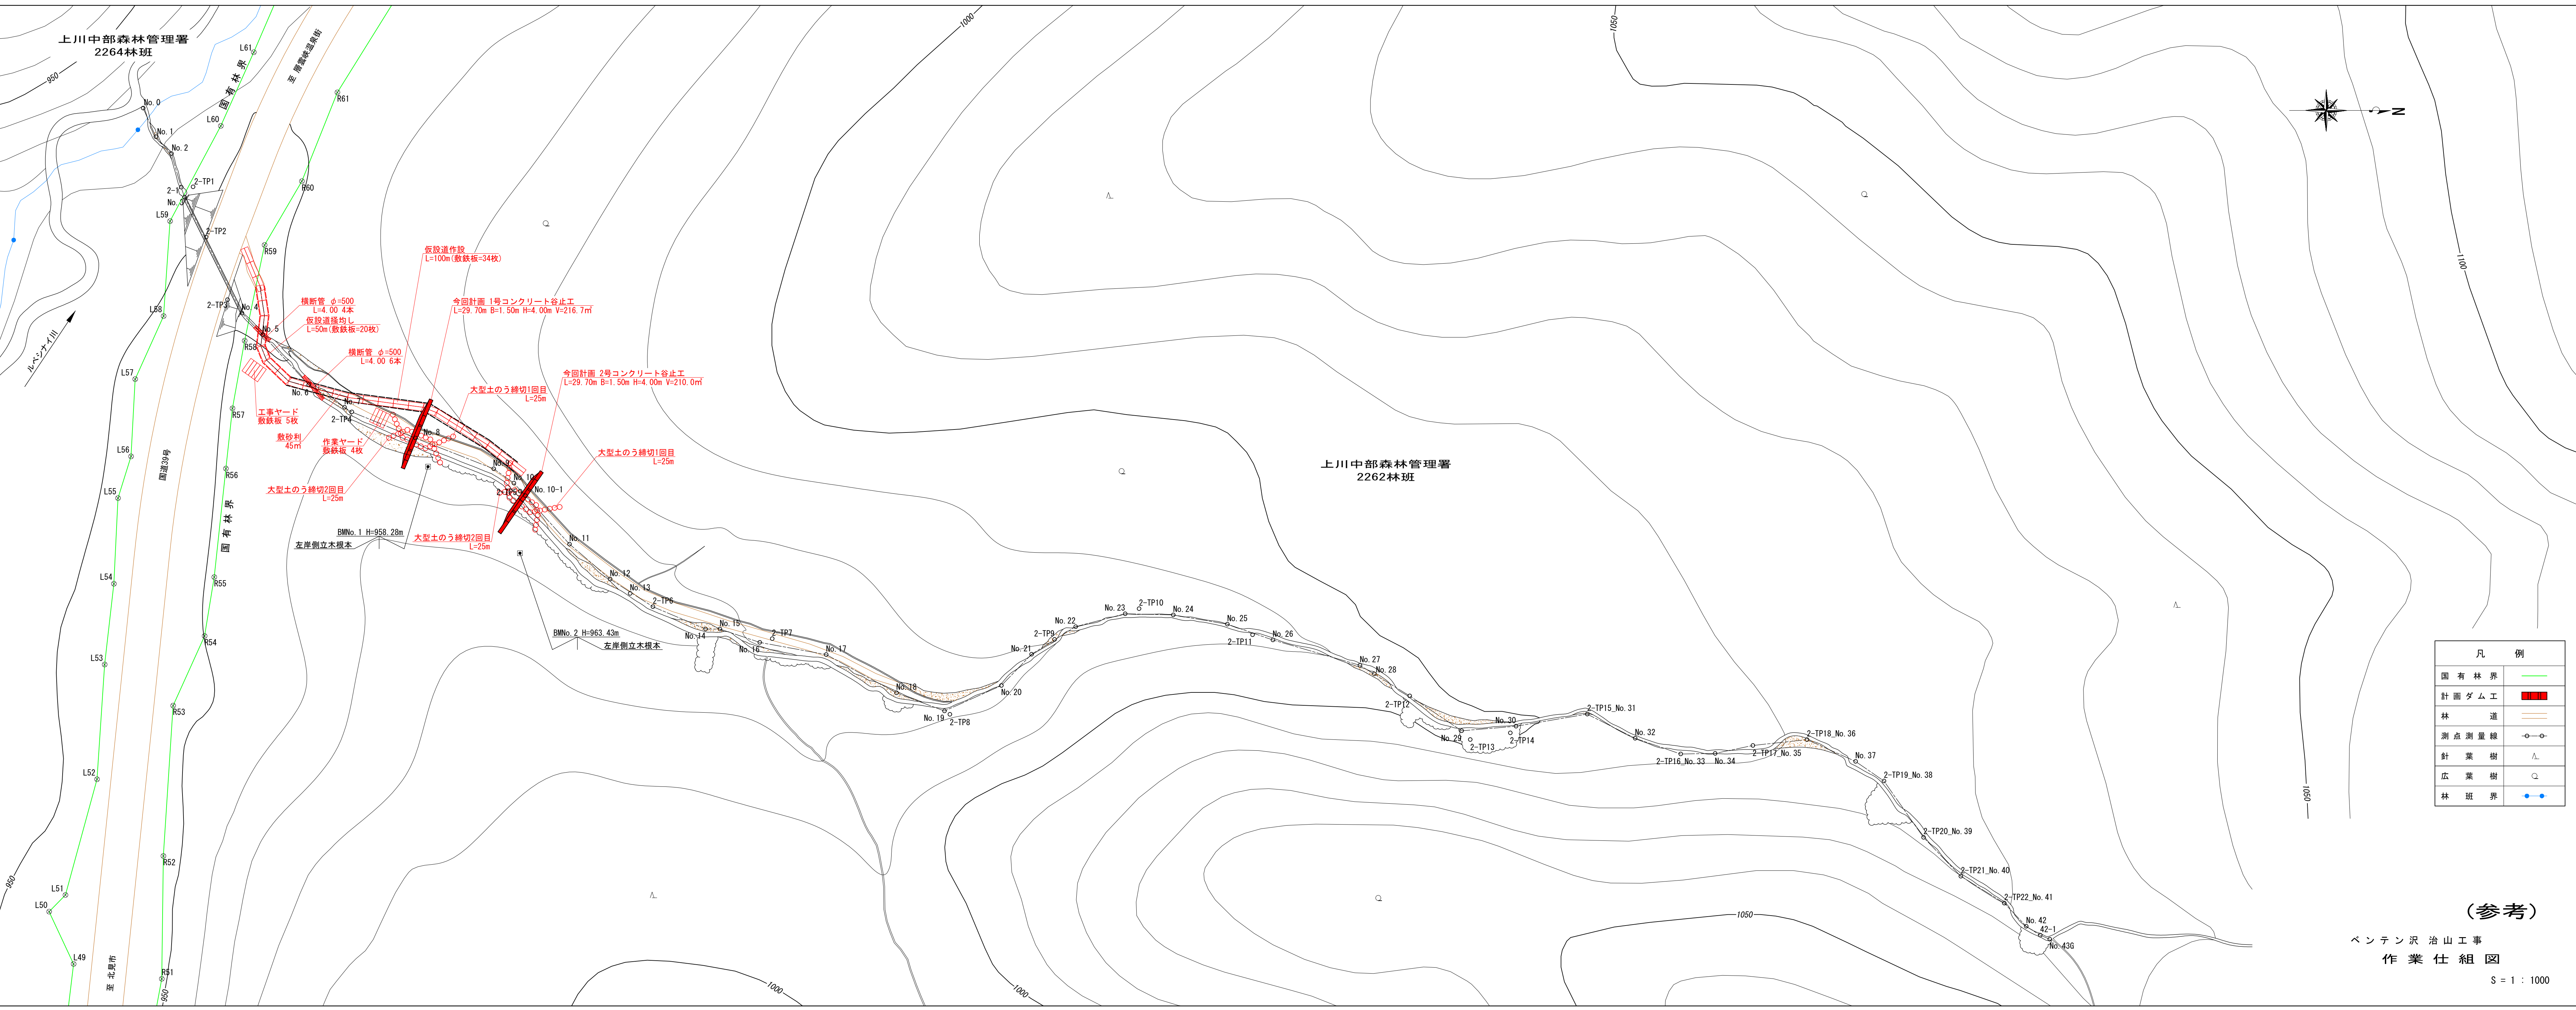 上川中部森林管理署
2264林班
950
L61
国有林界
至 層雲峡温泉街
R61
No.0
No.1
No.2
L60
R60
2-1
2-TP1
No.3
L59
2-TP2
R59
2-TP3
No.4
No.5
L58
R58
ルベシナイ川
L57
R57
L56
R56
L55
国道39号
国有林界
L54
R55
R54
L53
R53
L52
R52
L51
L50
L49
R51
950
950
至 北見市
仮設道作設
L=100m(敷鉄板=34枚)
横断管 φ=500
L=4.00 4本
仮設道掻均し
L=50m(敷鉄板=20枚)
横断管 φ=500
L=4.00 6本
今回計画 1号コンクリート谷止工
L=29.70m B=1.50m H=4.00m V=216.7㎥
今回計画 2号コンクリート谷止工
L=29.70m B=1.50m H=4.00m V=210.0㎥
大型土のう締切1回目
L=25m
大型土のう締切1回目
L=25m
工事ヤード
敷鉄板 5枚
敷砂利
45㎥
作業ヤード
敷鉄板 4枚
大型土のう締切2回目
L=25m
大型土のう締切2回目
L=25m
BMNo.1 H=958.28m
左岸側立木根本
BMNo.2 H=963.43m
左岸側立木根本
No.6
No.7
2-TP4
No.8
No.9
No.10
2-TP5
No.10-1
No.11
No.12
No.13
2-TP6
No.14
No.15
No.16
2-TP7
No.17
No.18
No.19
2-TP8
No.20
No.21
2-TP9
No.22
No.23
2-TP10
No.24
No.25
2-TP11
No.26
No.27
No.28
2-TP12
No.29
2-TP13
No.30
2-TP14
2-TP15_No.31
No.32
2-TP16_No.33
No.34
2-TP17_No.35
2-TP18_No.36
No.37
2-TP19_No.38
2-TP20_No.39
2-TP21_No.40
2-TP22_No.41
No.42
42-1
No.43G
上川中部森林管理署
2262林班
1000
1050
1100
1050
1050
1000
1000
N
凡例
国有林界
計画ダム工
林道
測点測量線
針葉樹
広葉樹
林班界
(参考)
ベンテン沢 治山工事
作業仕組図
S = 1 : 1000